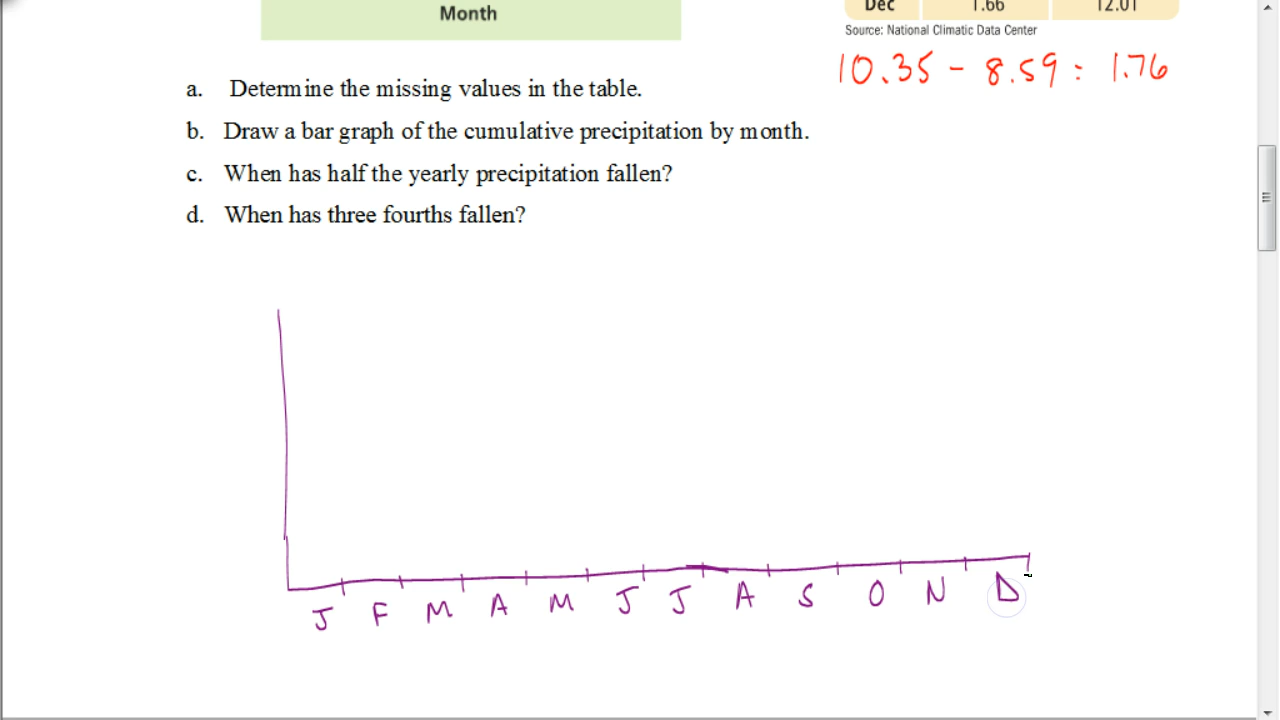 Month
Dec 1.66 12.01
Source: National Climatic Data Center
10.35 - 8.59 = 1.76
a. Determine the missing values in the table.
b. Draw a bar graph of the cumulative precipitation by month.
c. When has half the yearly precipitation fallen?
d. When has three fourths fallen?
J F M A M J J A S O N D